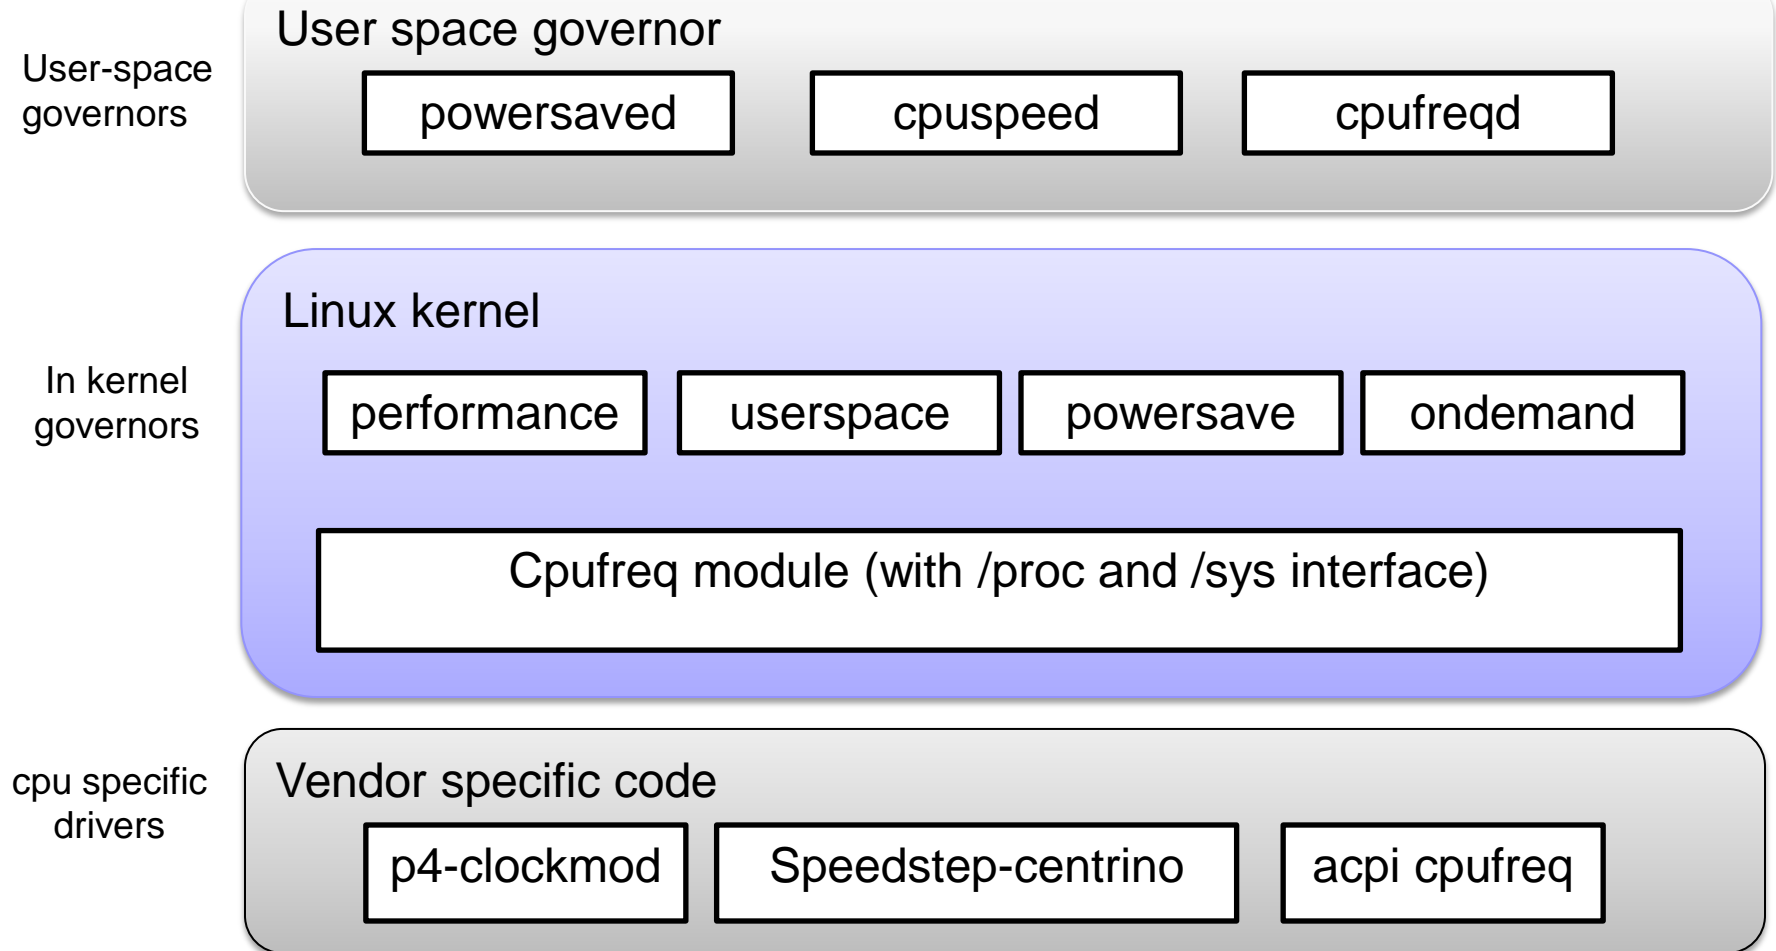 User space governor
User-space
governors
powersaved
cpuspeed
cpufreqd
Linux kernel
In kernel
governors
performance
userspace
powersave
ondemand
Cpufreq module (with /proc and /sys interface)
Vendor specific code
cpu specific
drivers
p4-clockmod
Speedstep-centrino
acpi cpufreq